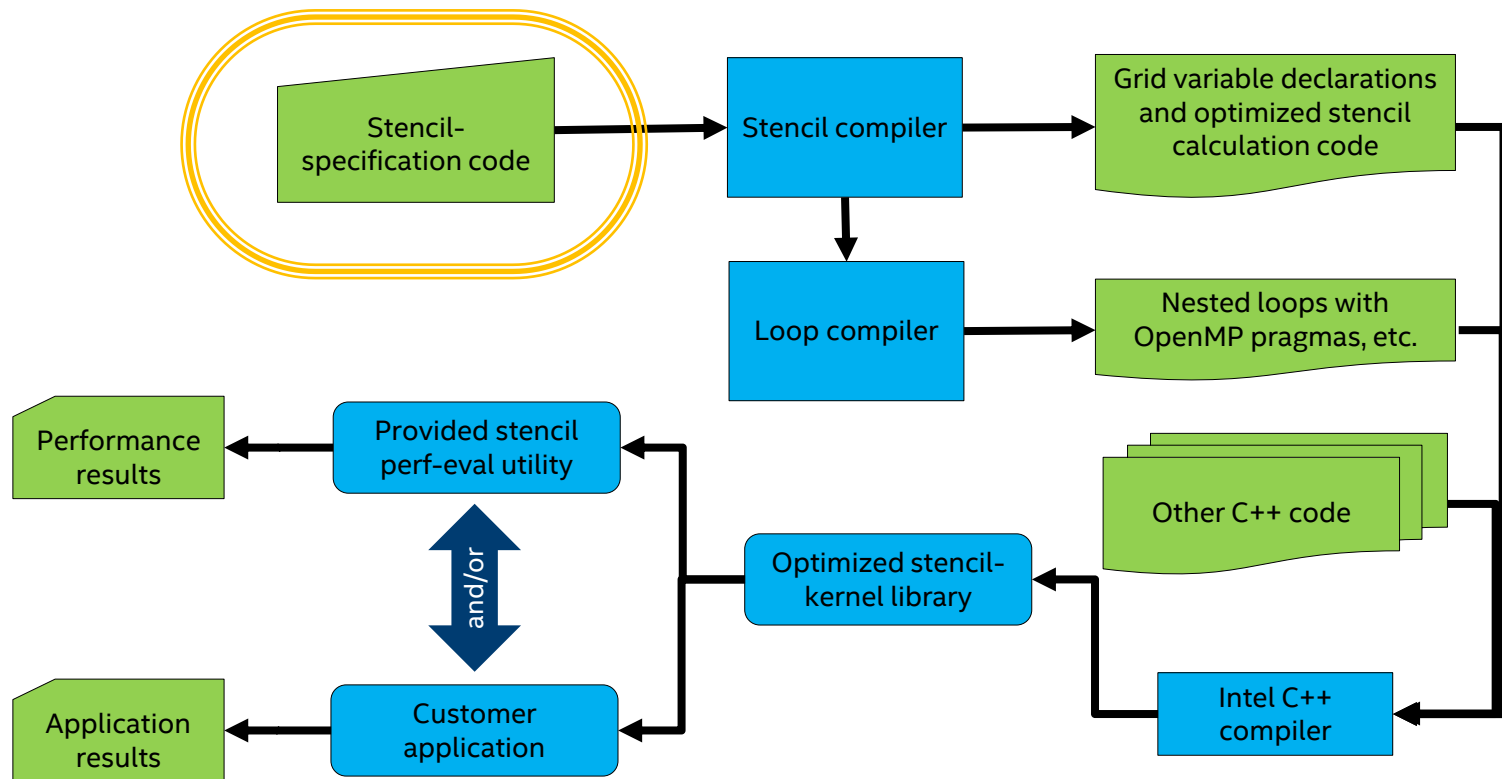 Stencil-
specification code
Stencil compiler
Grid variable declarations
and optimized stencil
calculation code
Loop compiler
Nested loops with
OpenMP pragmas, etc.
Performance
results
Provided stencil
perf-eval utility
Other C++ code
and/or
Optimized stencil-
kernel library
Application
results
Customer
application
Intel C++
compiler